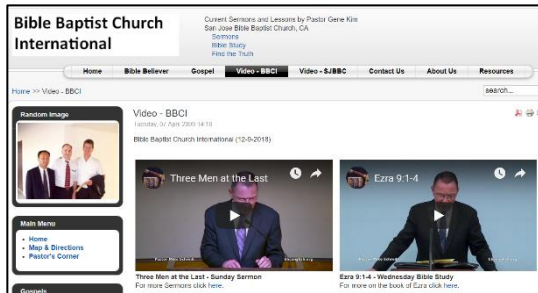 Bible Baptist Church
International
Current Sermons and Lessons by Pastor Gene Kim
San Jose Bible Baptist Church, CA
Sermons
Bible Study
Find the Truth
Home Bible Believer Gospel Video - BBCI Video - SJBBC Contact Us About Us Resources
Home >> Video - BBCI
search...
Random Image
Main Menu
Home
Map & Directions
Pastor's Corner
Gospels
Video - BBCI
Tuesday, 07 April 2009 14:18
Bible Baptist Church International (12-9-2018)
Three Men at the Last
Three Men at the Last - Sunday Sermon
For more Sermons click here.
Ezra 9:1-4
Ezra 9:1-4 - Wednesday Bible Study
For more on the book of Ezra click here.